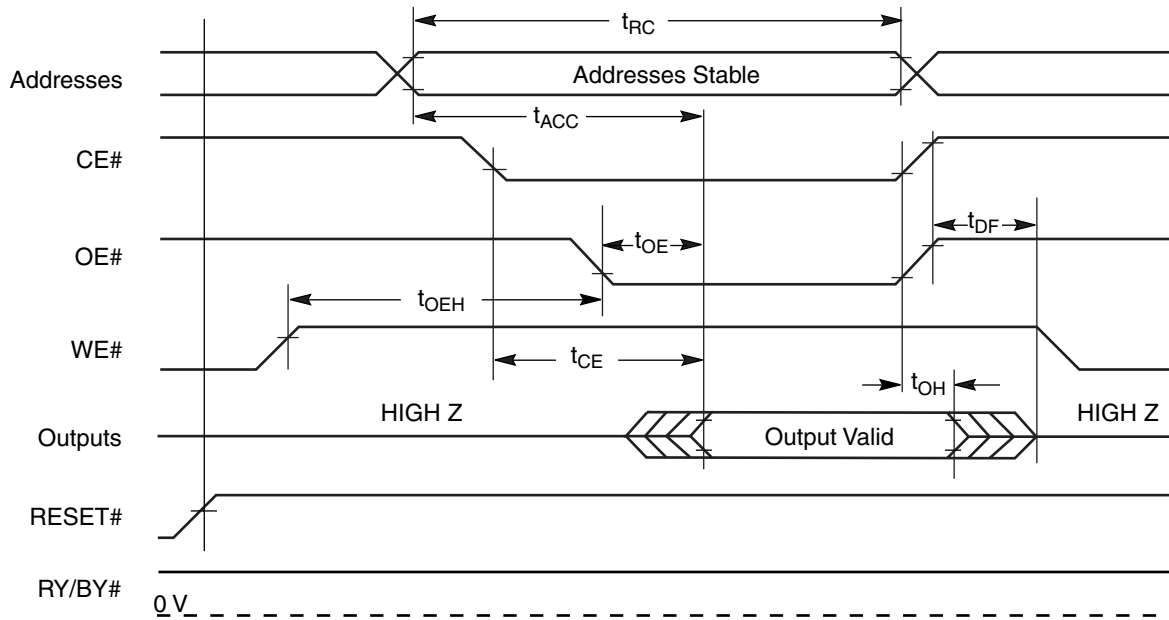 tRC
Addresses
Addresses Stable
tACC
CE#
tDF
OE#
tOE
tOEH
WE#
tCE
tOH
HIGH Z
HIGH Z
Outputs
Output Valid
RESET#
RY/BY#
0 V